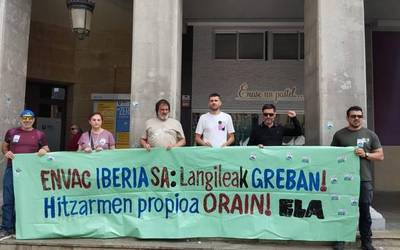 ENVAC IBERIA SA: Langileak GREBAN!
Hitzarmen propioa ORAIN! ELA